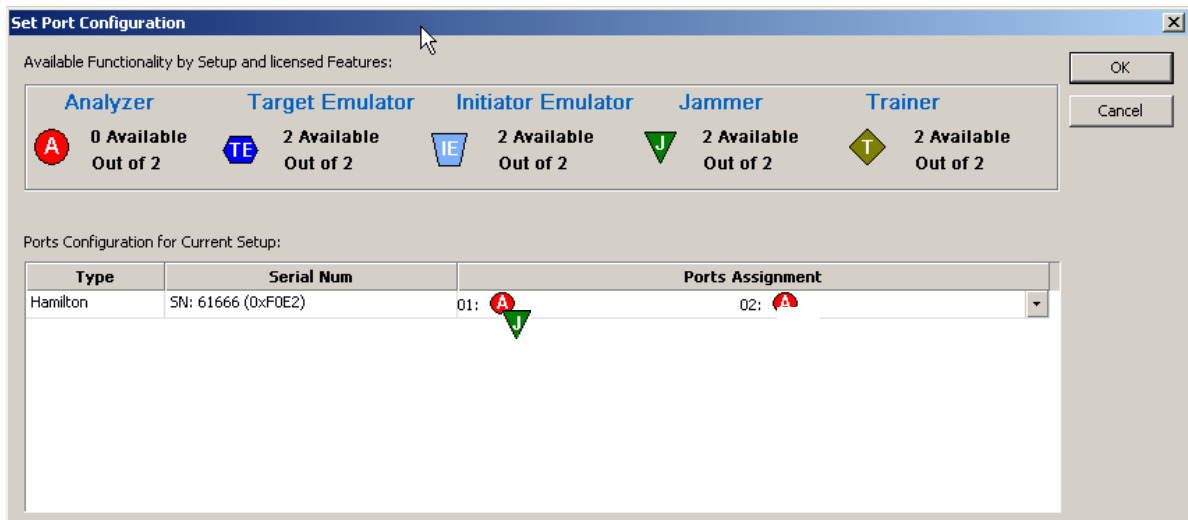 Set Port Configuration
Available Functionality by Setup and licensed Features:
OK
Cancel
Analyzer Target Emulator Initiator Emulator Jammer Trainer
A 0 Available TE 2 Available IE 2 Available J 2 Available T 2 Available
Out of 2 Out of 2 Out of 2 Out of 2 Out of 2
Ports Configuration for Current Setup:
Type Serial Num Ports Assignment
Hamilton SN: 61666 (0xF0E2) 01: A 02: A
J